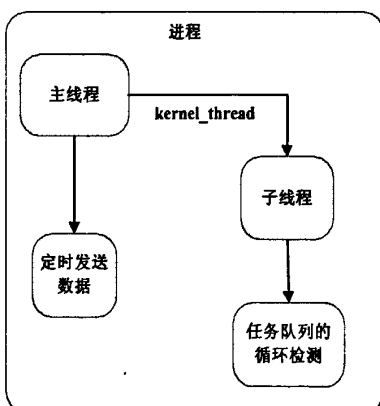 进程
主线程
kernel_thread
子线程
定时发送
数据
任务队列的
循环检测